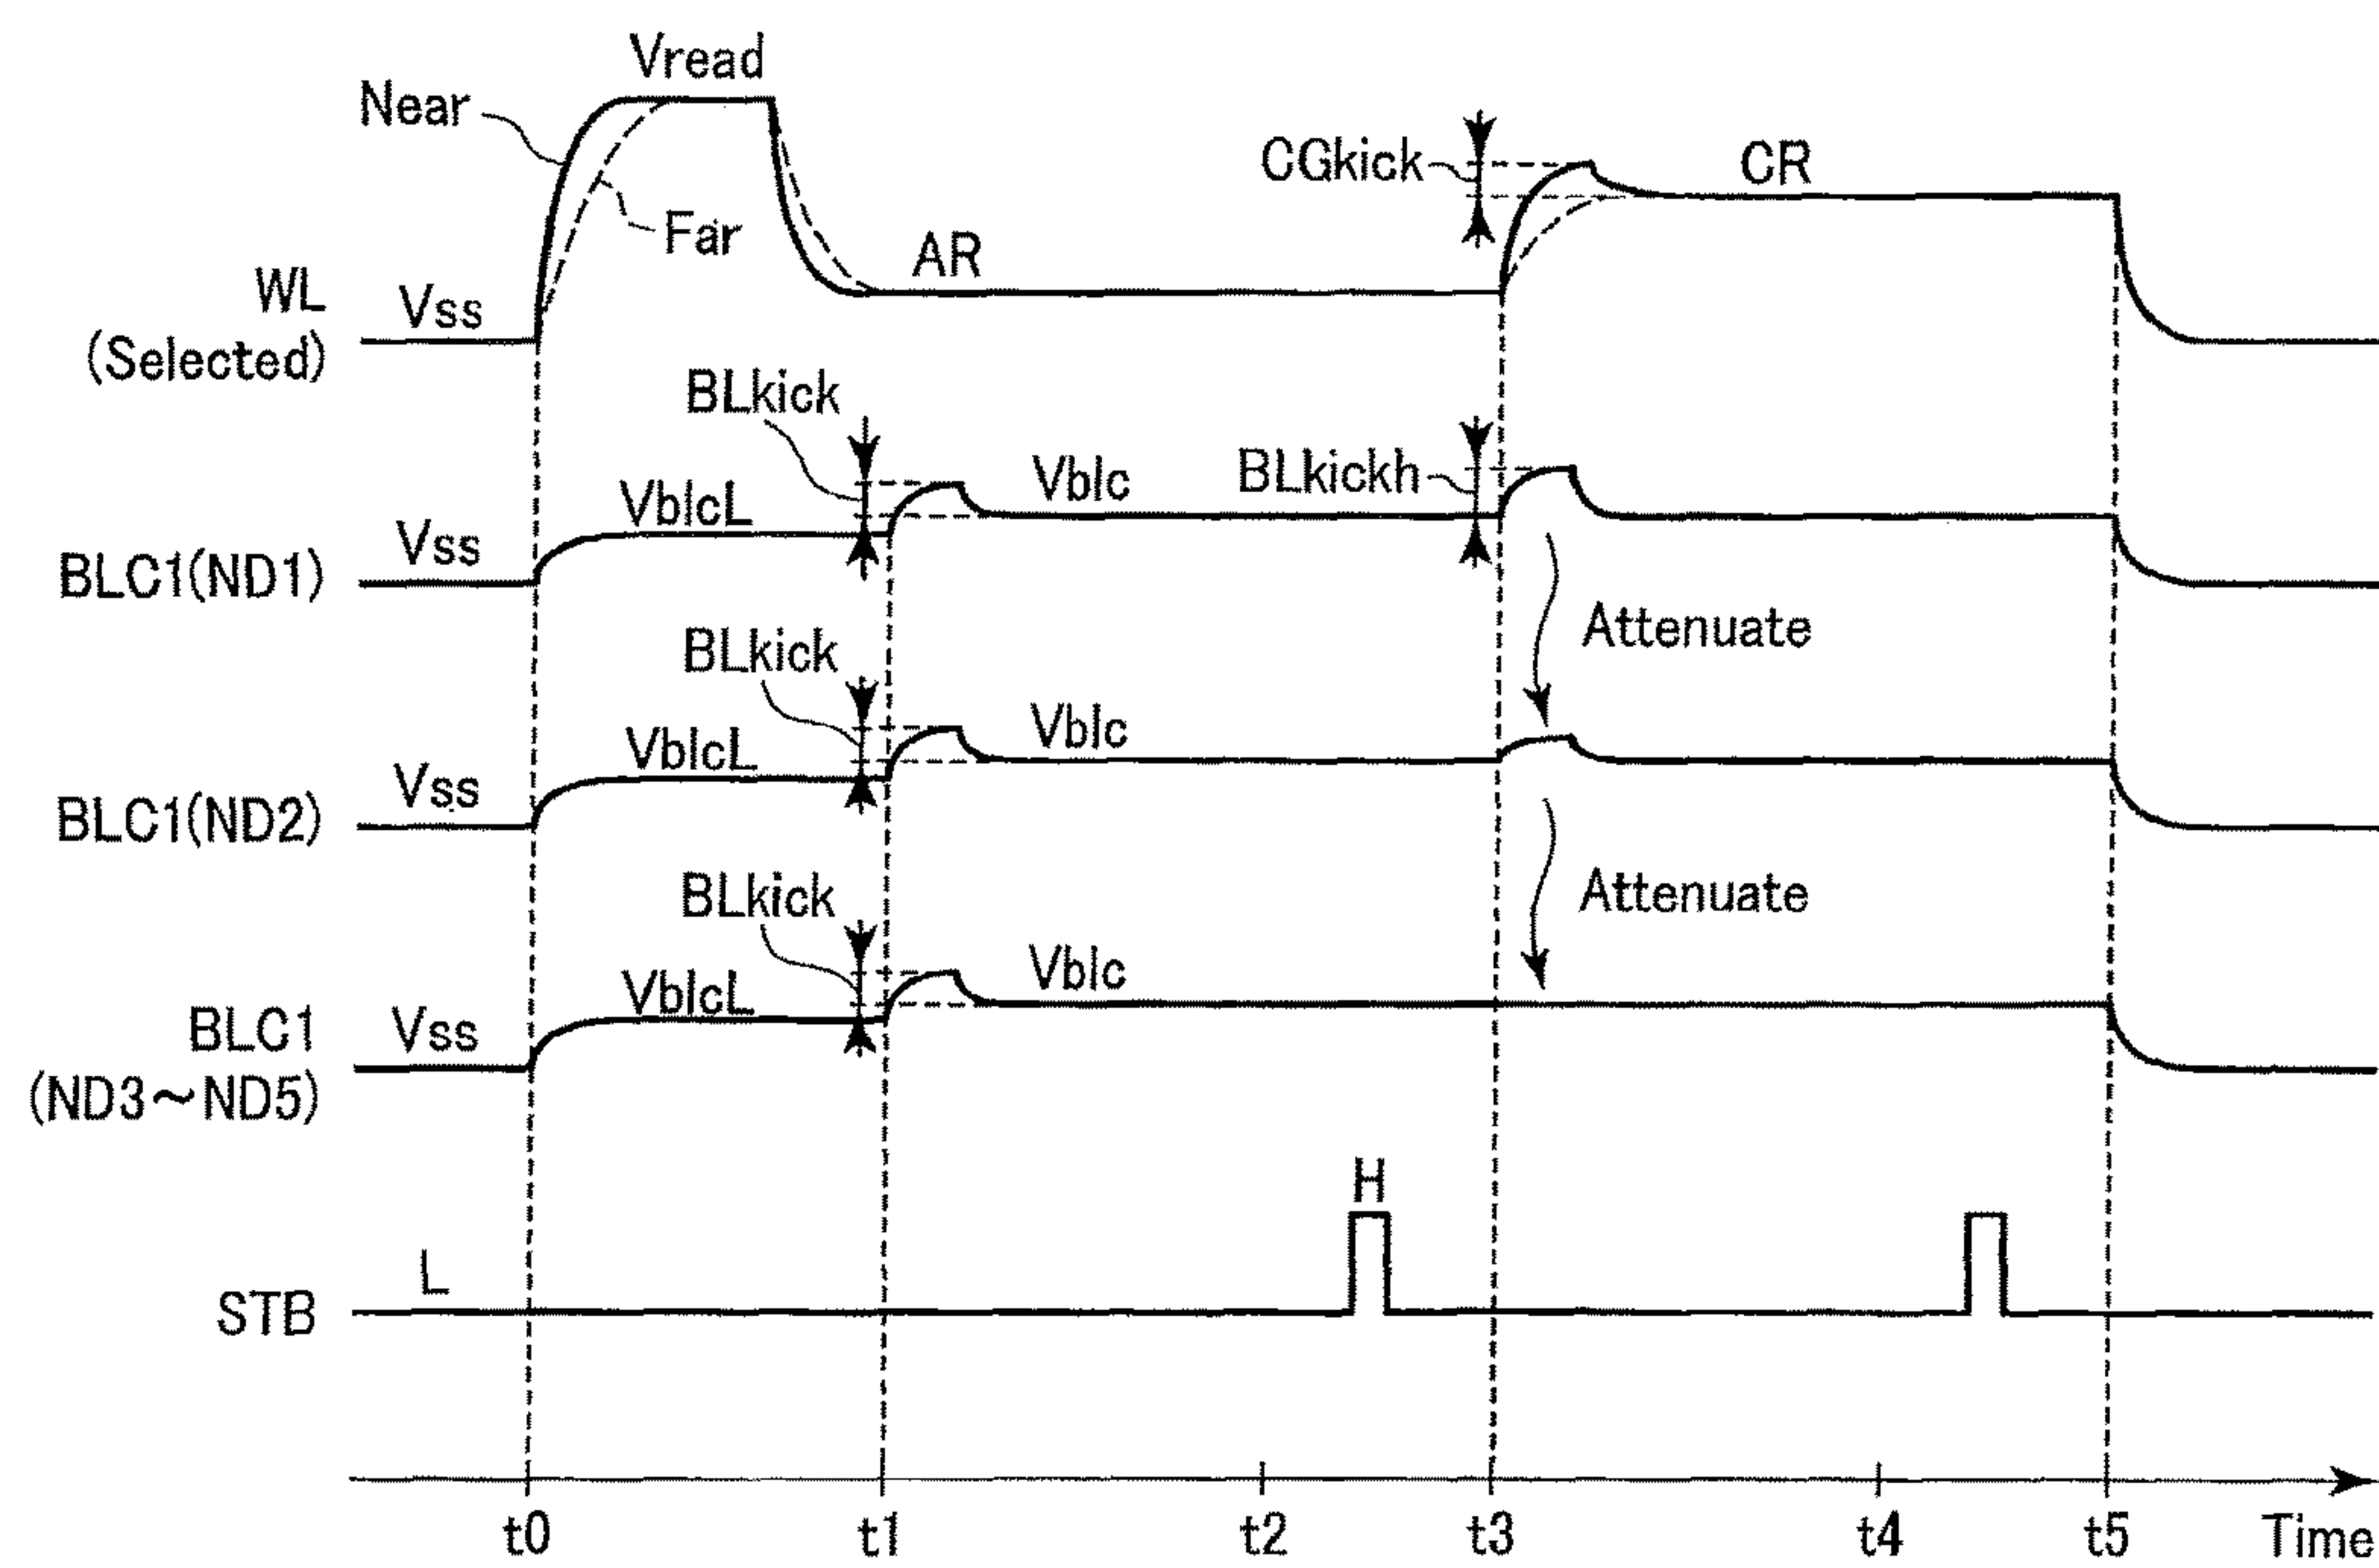 Vread
Near
CGkick
CR
Far
AR
WL
(Selected)
Vss
BLkick
VblcL
Vblc
BLkickh
Vss
BLC1(ND1)
Attenuate
BLkick
VblcL
Vblc
Vss
BLC1(ND2)
Attenuate
BLkick
VblcL
Vblc
BLC1
(ND3~ND5)
Vss
H
L
STB
t0 t1 t2 t3 t4 t5 Time